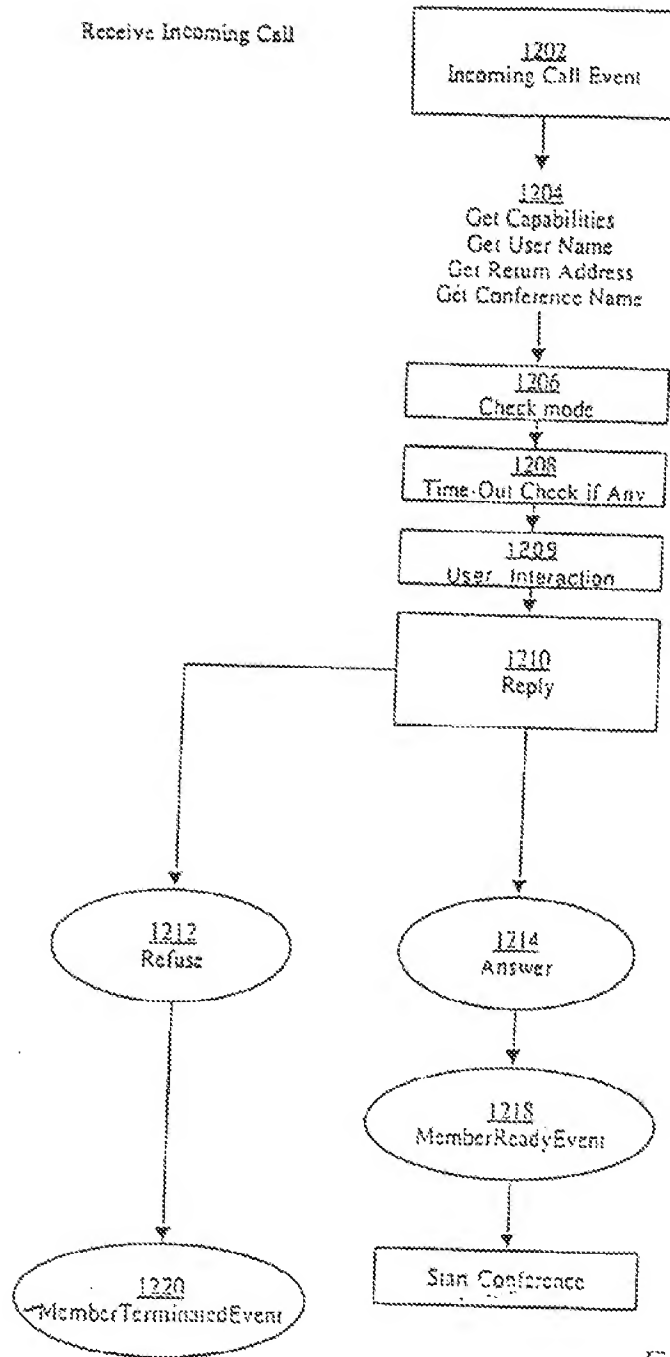 Receive Incoming Call
1202
Incoming Call Event
1204
Get Capabilities
Get User Name
Get Return Address
Get Conference Name
1206
Check mode
1208
Time-Out Check if Any
1209
User Interaction
1210
Reply
1212
Refuse
1214
Answer
1218
MemberReadyEvent
1220
MemberTerminatedEvent
Start Conference